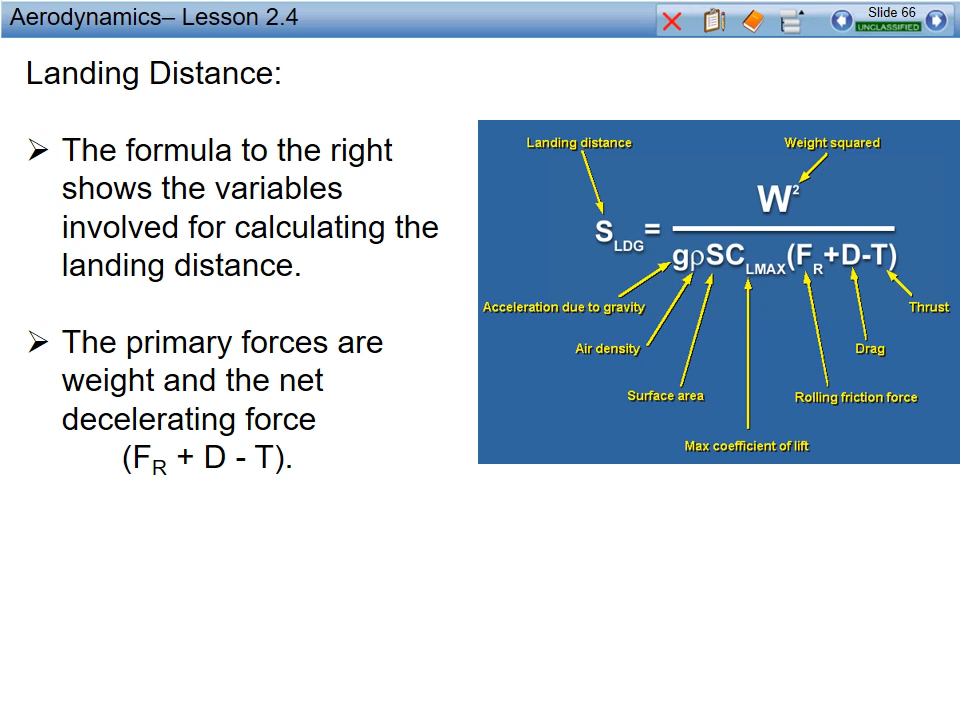 Aerodynamics– Lesson 2.4
Slide 66
UNCLASSIFIED
Landing Distance:
➢ The formula to the right
shows the variables
involved for calculating the
landing distance.
➢ The primary forces are
weight and the net
decelerating force
(F_R + D - T).
Landing distance
Weight squared
S_LDG = W² / gρSC_LMAX(F_R+D-T)
Acceleration due to gravity
Thrust
Air density
Drag
Surface area
Rolling friction force
Max coefficient of lift